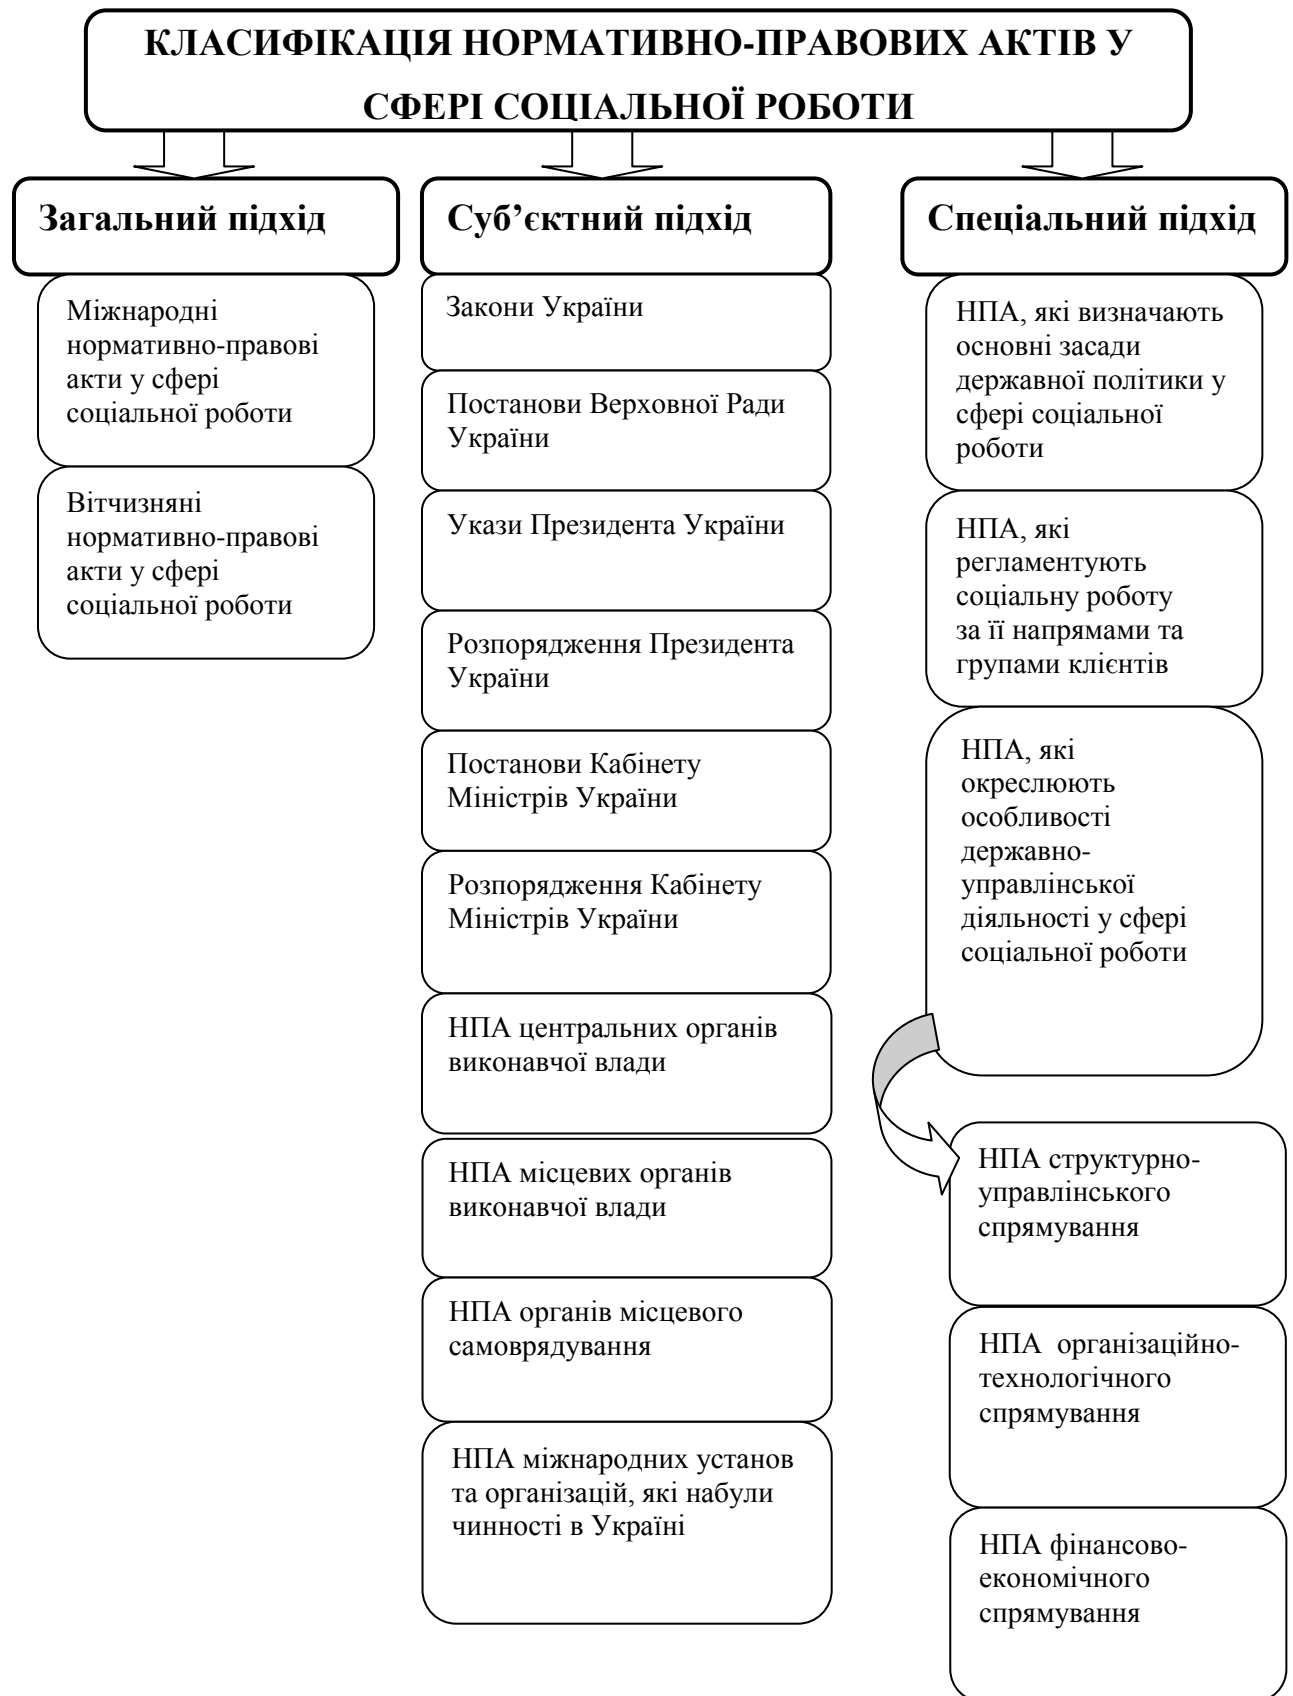 КЛАСИФІКАЦІЯ НОРМАТИВНО-ПРАВОВИХ АКТІВ У
СФЕРІ СОЦІАЛЬНОЇ РОБОТИ
Загальний підхід
Міжнародні
нормативно-правові
акти у сфері
соціальної роботи
Вітчизняні
нормативно-правові
акти у сфері
соціальної роботи
Суб’єктний підхід
Закони України
Постанови Верховної Ради
України
Укази Президента України
Розпорядження Президента
України
Постанови Кабінету
Міністрів України
Розпорядження Кабінету
Міністрів України
НПА центральних органів
виконавчої влади
НПА місцевих органів
виконавчої влади
НПА органів місцевого
самоврядування
НПА міжнародних установ
та організацій, які набули
чинності в Україні
Спеціальний підхід
НПА, які визначають
основні засади
державної політики у
сфері соціальної
роботи
НПА, які
регламентують
соціальну роботу
за її напрямами та
групами клієнтів
НПА, які
окреслюють
особливості
державно-
управлінської
діяльності у сфері
соціальної роботи
НПА структурно-
управлінського
спрямування
НПА  організаційно-
технологічного
спрямування
НПА фінансово-
економічного
спрямування